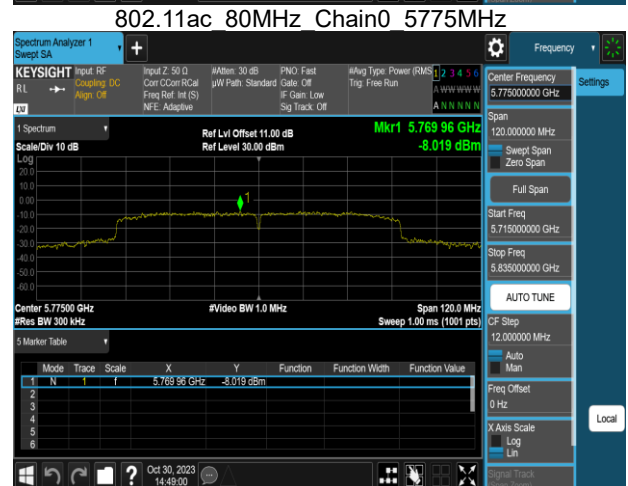 802.11ac_80MHz_Chain0_5775MHz
Spectrum Analyzer 1
Swept SA
Frequency
KEYSIGHT
RL
Input: RF
Coupling: DC
Align: Off
Input Z: 50 Ω
Corr CCorr RCal
Freq Ref: Int (S)
NFE: Adaptive
#Atten: 30 dB
µW Path: Standard
PNO: Fast
Gate: Off
IF Gain: Low
Sig Track: Off
#Avg Type: Power (RMS
Trig: Free Run
1 2 3 4 5 6
A W W W W W
A N N N N N
Center Frequency
5.775000000 GHz
Settings
Span
120.000000 MHz
Swept Span
Zero Span
Full Span
Start Freq
5.715000000 GHz
Stop Freq
5.835000000 GHz
AUTO TUNE
CF Step
12.000000 MHz
Auto
Man
Freq Offset
0 Hz
X Axis Scale
Log
Lin
Signal Track
Local
1 Spectrum
Scale/Div 10 dB
Ref Lvl Offset 11.00 dB
Ref Level 30.00 dBm
Mkr1 5.769 96 GHz
-8.019 dBm
Log
20.0
10.0
0.00
-10.0
-20.0
-30.0
-40.0
-50.0
-60.0
1
Center 5.77500 GHz
#Res BW 300 kHz
#Video BW 1.0 MHz
Span 120.0 MHz
Sweep 1.00 ms (1001 pts)
5 Marker Table
Mode Trace Scale X Y Function Function Width Function Value
1 N 1 f 5.769 96 GHz -8.019 dBm
2
3
4
5
6
?
Oct 30, 2023
14:49:00